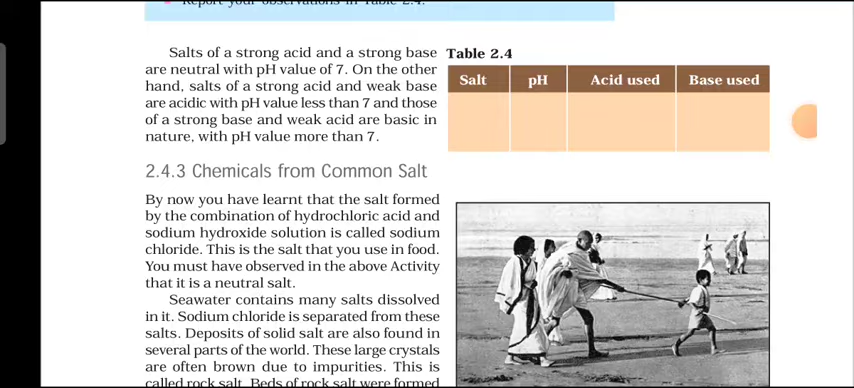 Report your observations in Table 2.4.
Salts of a strong acid and a strong base
are neutral with pH value of 7. On the other
hand, salts of a strong acid and weak base
are acidic with pH value less than 7 and those
of a strong base and weak acid are basic in
nature, with pH value more than 7.
Table 2.4
Salt pH Acid used Base used
2.4.3 Chemicals from Common Salt
By now you have learnt that the salt formed
by the combination of hydrochloric acid and
sodium hydroxide solution is called sodium
chloride. This is the salt that you use in food.
You must have observed in the above Activity
that it is a neutral salt.
Seawater contains many salts dissolved
in it. Sodium chloride is separated from these
salts. Deposits of solid salt are also found in
several parts of the world. These large crystals
are often brown due to impurities. This is
called rock salt. Beds of rock salt were formed